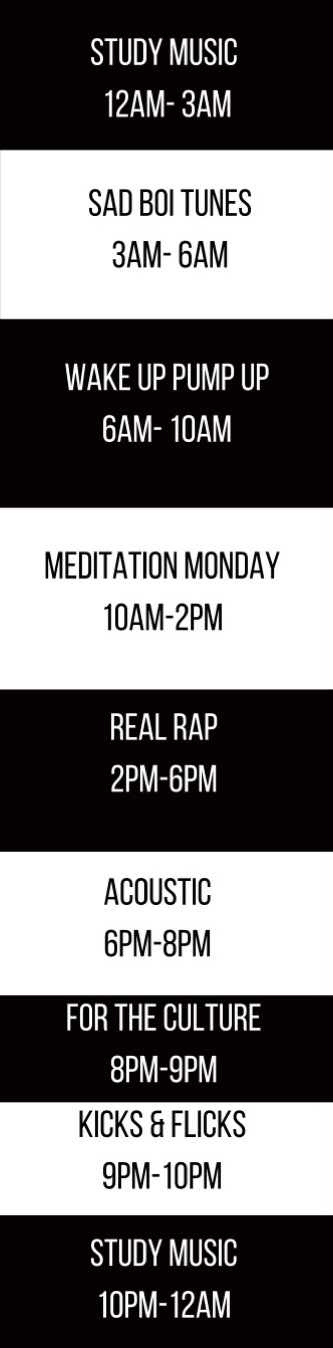 STUDY MUSIC
12AM- 3AM
SAD BOI TUNES
3AM- 6AM
WAKE UP PUMP UP
6AM- 10AM
MEDITATION MONDAY
10AM-2PM
REAL RAP
2PM-6PM
ACOUSTIC
6PM-8PM
FOR THE CULTURE
8PM-9PM
KICKS & FLICKS
9PM-10PM
STUDY MUSIC
10PM-12AM